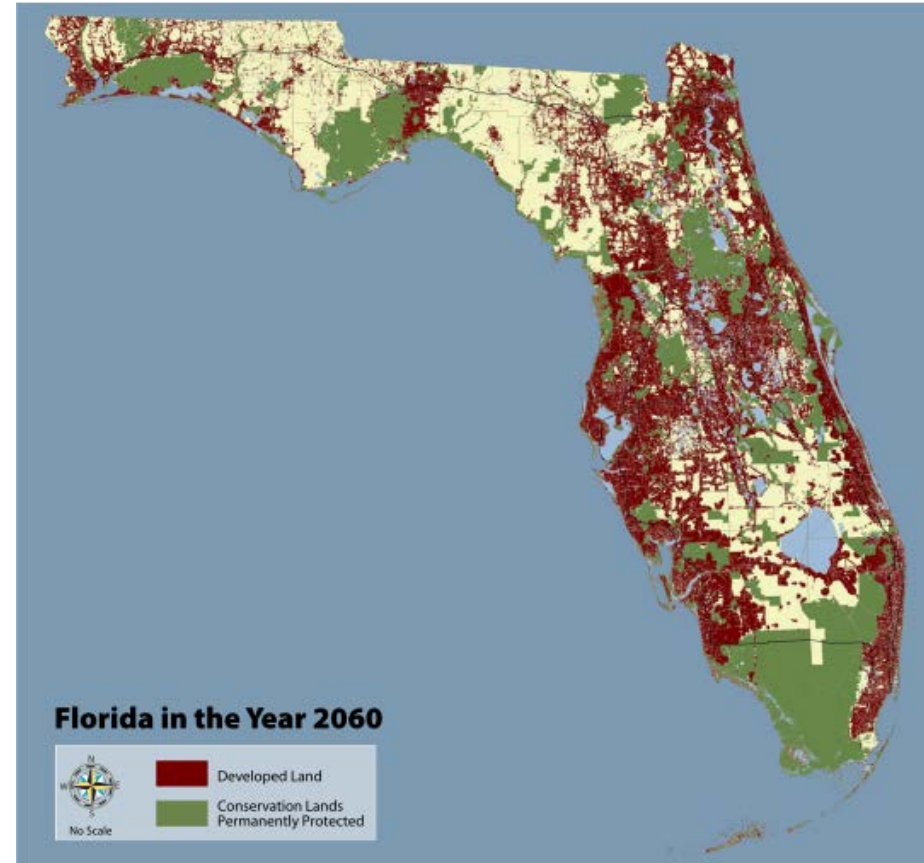 Florida in the Year 2060
N
W
E
S
No Scale
Developed Land
Conservation Lands
Permanently Protected